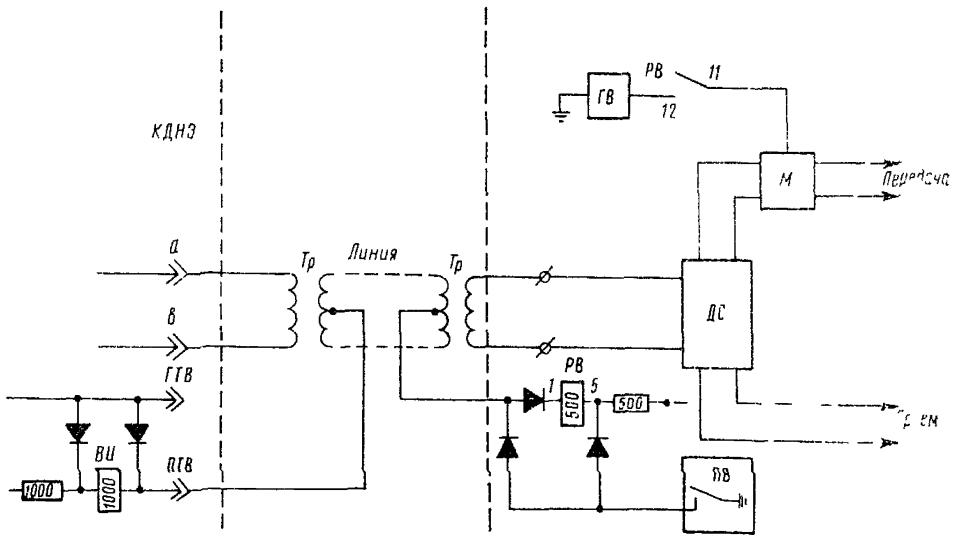 РВ 11
ГВ
12
КДНЭ
М
Передача
а
Тр Линия Тр
ДС
в
РВ
ГТВ
1 500 5 500
ВИ
ПТВ
1000 1000
ПВ